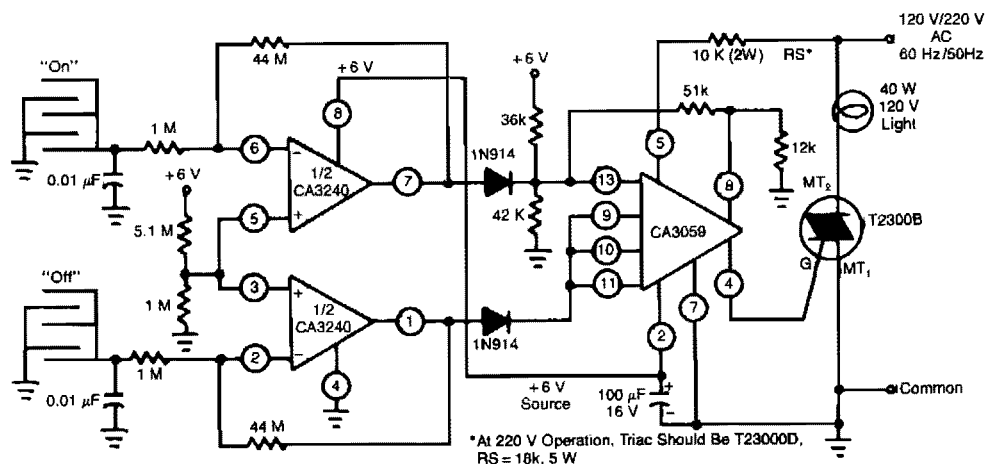 120 V/220 V
AC
60 Hz/50Hz
10 K (2W) RS*
44 M
"On"
+6 V
+6 V
40 W
120 V
Light
51k
36k
1 M
8
5
12k
6
1/2
CA3240
7
1N914
13
8
MT2
0.01 µF
+6 V
9
CA3059
T2300B
5
42 K
10
5.1 M
G
MT1
11
4
"Off"
3
7
1 M
1/2
CA3240
1
2
1N914
2
1 M
4
+6 V
Source
100 µF
16 V
+
−
Common
0.01 µF
44 M
*At 220 V Operation, Triac Should Be T23000D,
RS = 18k, 5 W